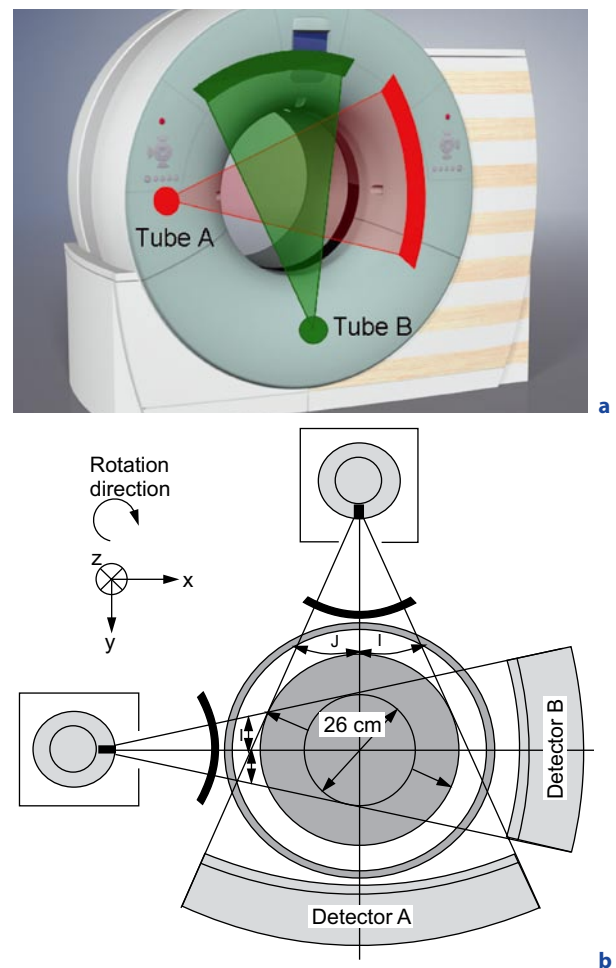 Tube A
Tube B
a
Rotation
direction
z
x
y
J
I
I
26 cm
Detector B
Detector A
b